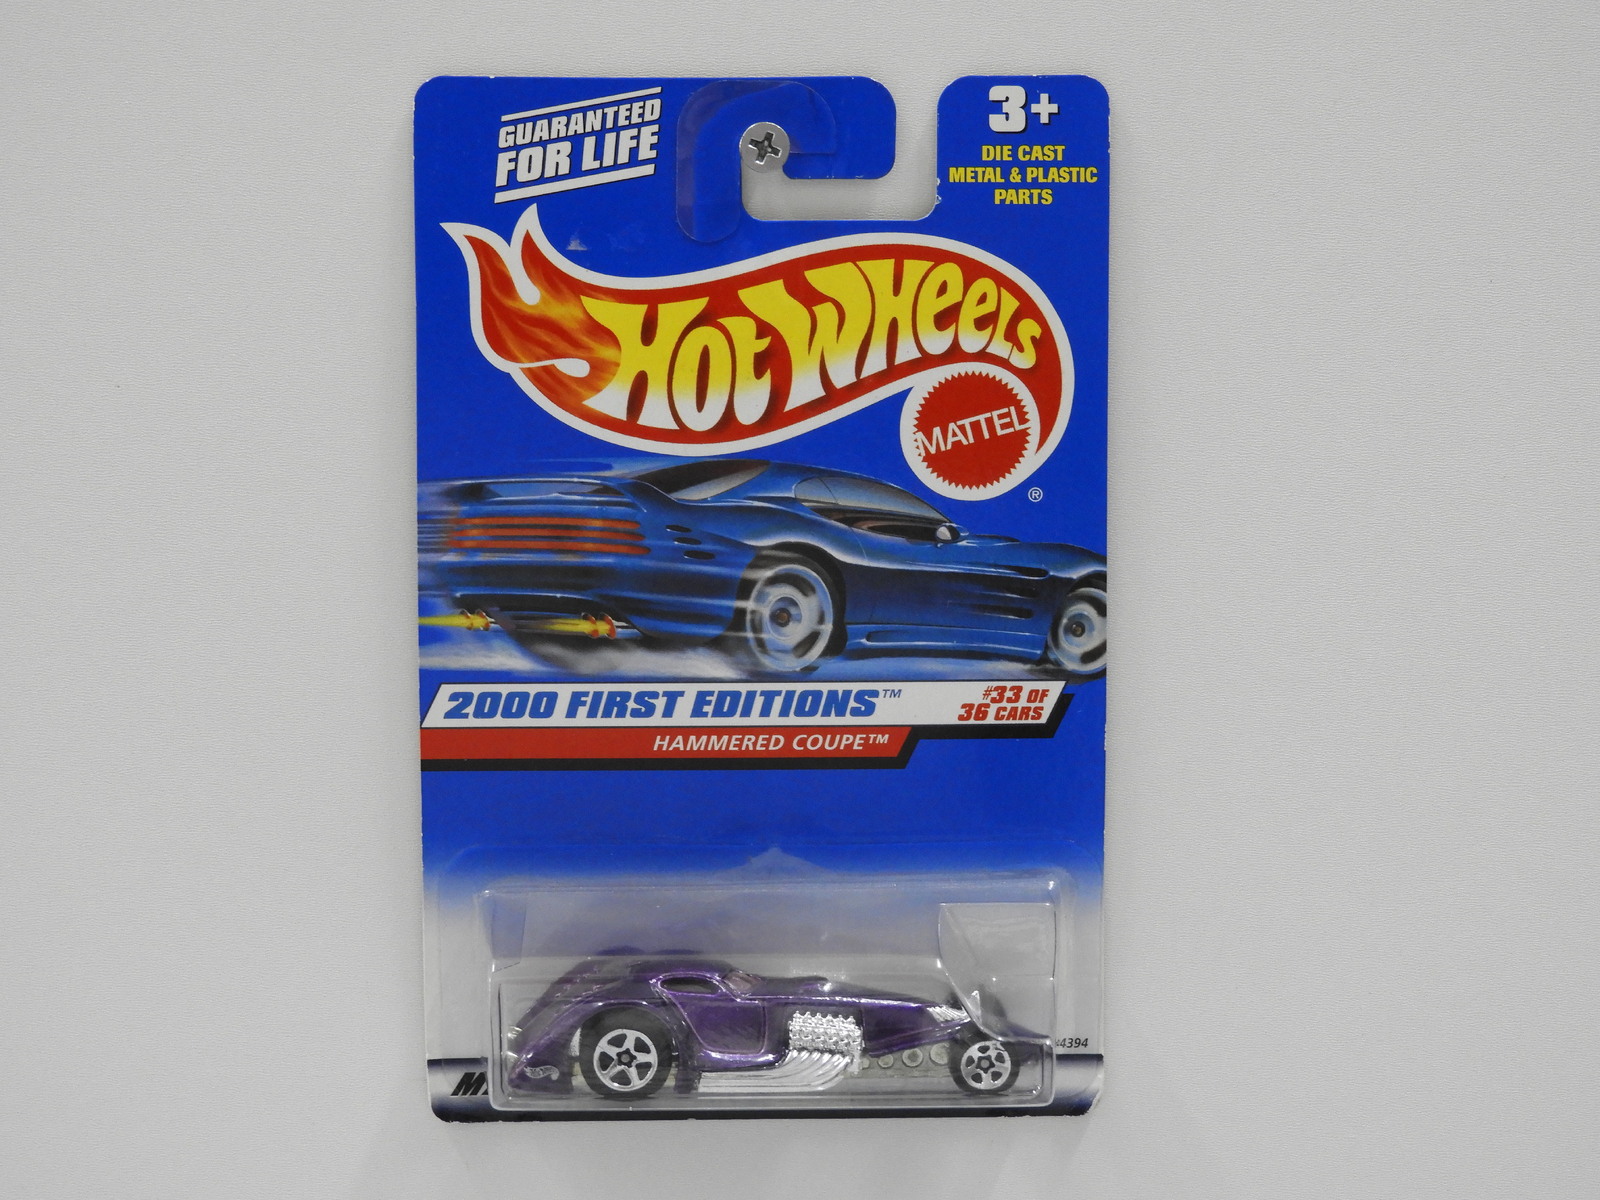 GUARANTEED
FOR LIFE
3+
DIE CAST
METAL & PLASTIC
PARTS
HOT WHEELS
MATTEL
®
2000 FIRST EDITIONS™
#33 OF
36 CARS
HAMMERED COUPE™
4394